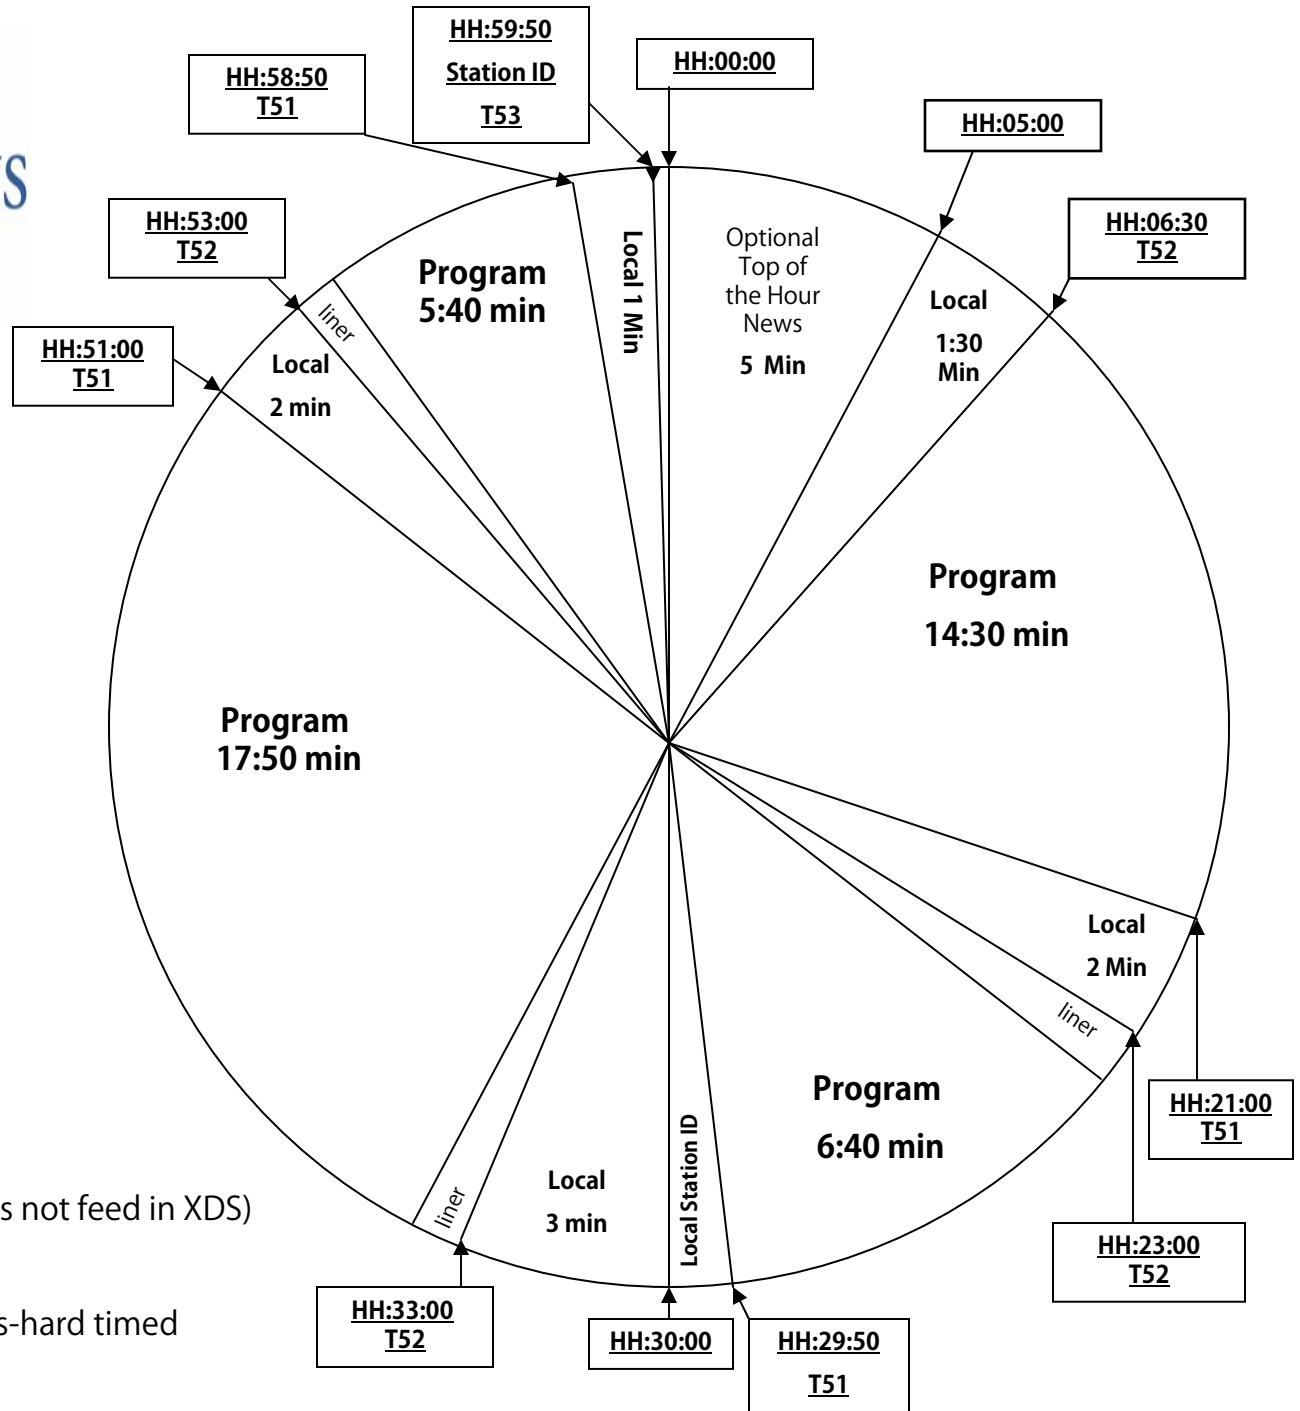 HH:59:50
Station ID
T53
HH:00:00
HH:58:50
T51
HH:05:00
HH:53:00
T52
HH:06:30
T52
HH:51:00
T51
Optional
Top of
the Hour
News
5 Min
Local
1:30
Min
Program
14:30 min
Local
2 Min
liner
HH:21:00
T51
HH:23:00
T52
Program
6:40 min
Local Station ID
HH:29:50
T51
HH:30:00
Local
3 min
liner
HH:33:00
T52
Program
17:50 min
Local
2 min
liner
Program
5:40 min
Local 1 Min
s not feed in XDS)
s-hard timed